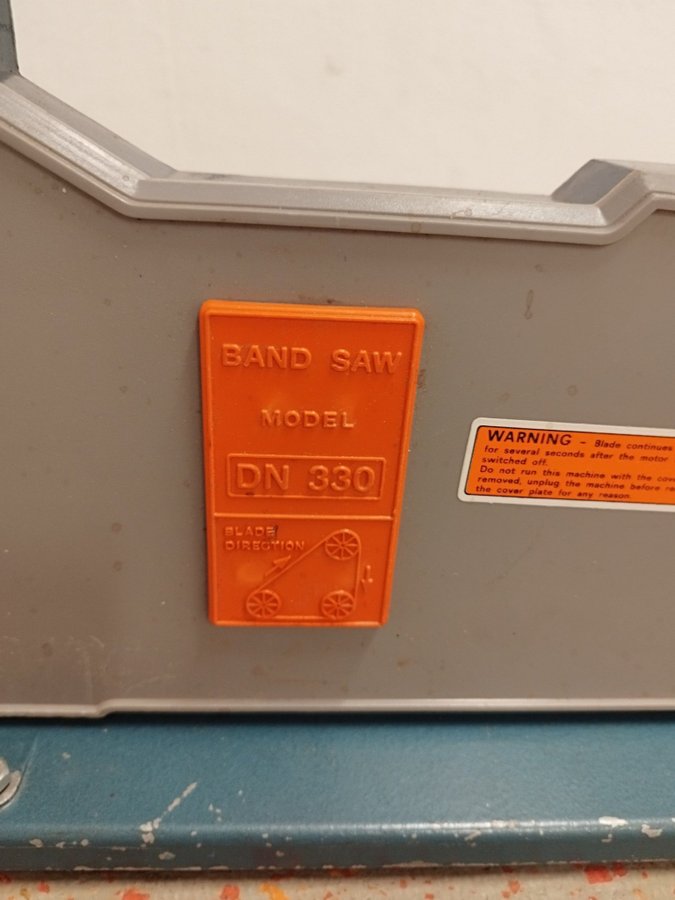 BAND SAW
MODEL
DN 330
BLADE
DIRECTION
WARNING - Blade continues
for several seconds after the motor
switched off.
Do not run this machine with the
removed, unplug the machine before
the cover plate for any reason.